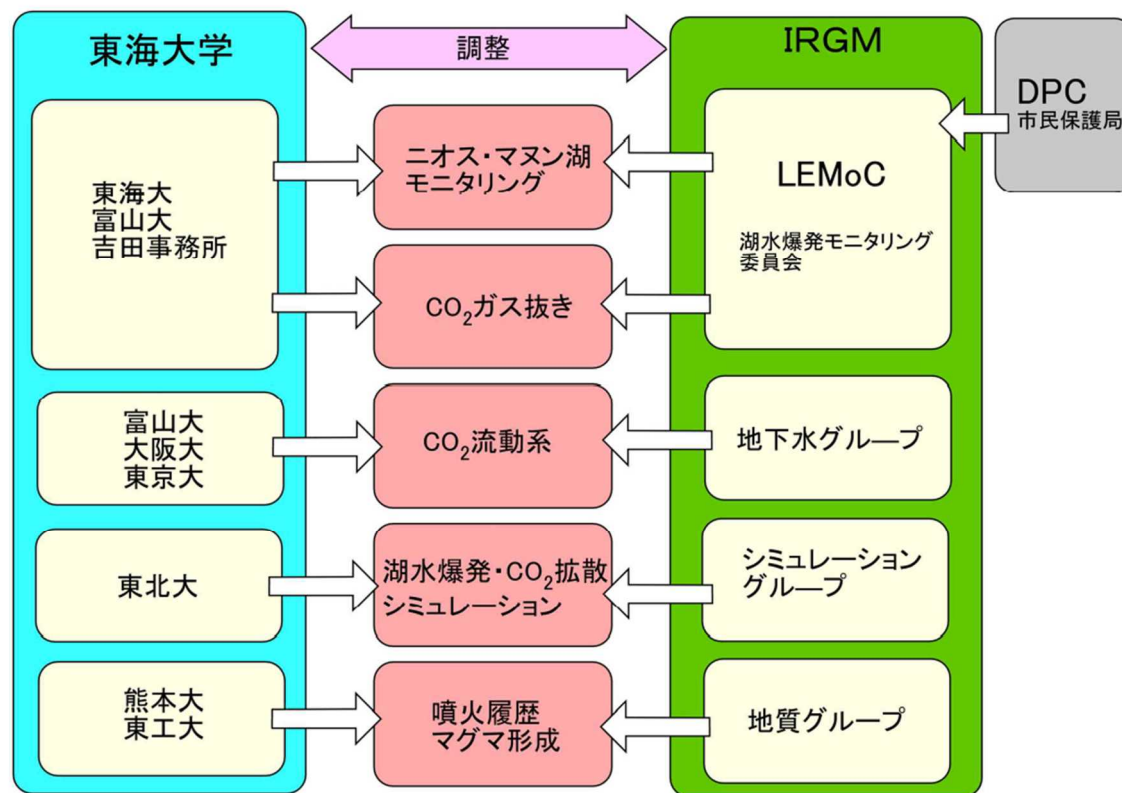 東海大学
調整
IRGM
DPC
市民保護局
東海大
富山大
吉田事務所
ニオス・マヌン湖
モニタリング
LEMoC
湖水爆発モニタリング
委員会
CO₂ガス抜き
富山大
大阪大
東京大
CO₂流動系
地下水グループ
東北大
湖水爆発・CO₂拡散
シミュレーション
シミュレーション
グループ
熊本大
東工大
噴火履歴
マグマ形成
地質グループ